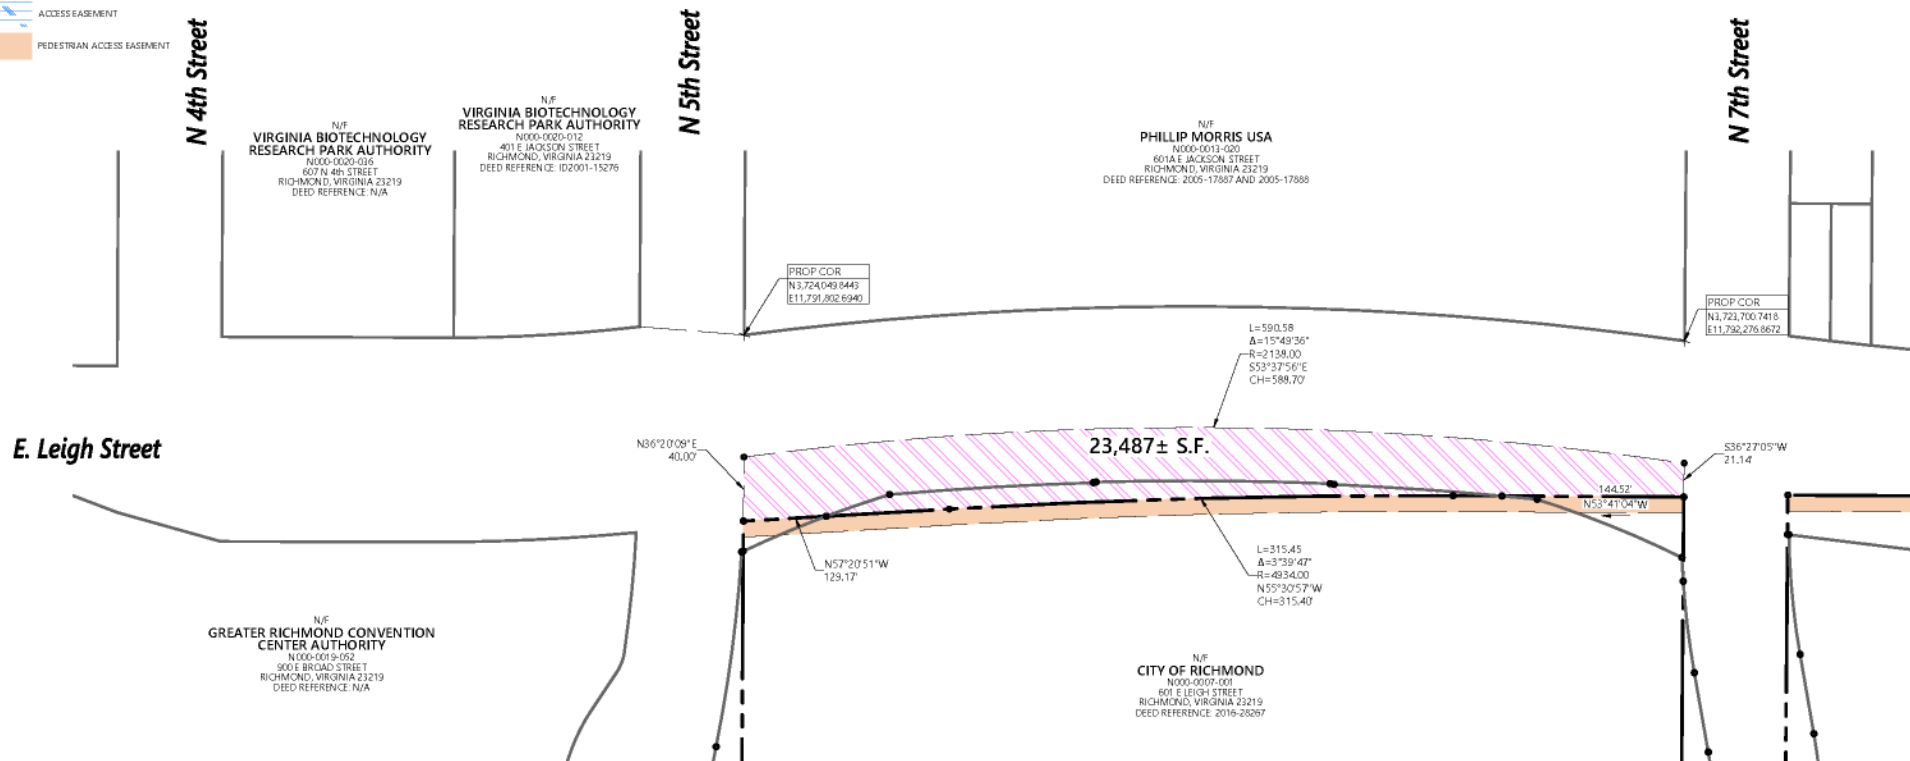 ACCESS EASEMENT
PEDESTRIAN ACCESS EASEMENT
N 4th Street
N 5th Street
N 7th Street
N/F
VIRGINIA BIOTECHNOLOGY
RESEARCH PARK AUTHORITY
N000-0020-036
607 N 4th STREET
RICHMOND, VIRGINIA 23219
DEED REFERENCE: N/A
N/F
VIRGINIA BIOTECHNOLOGY
RESEARCH PARK AUTHORITY
N000-0020-012
401 E JACKSON STREET
RICHMOND, VIRGINIA 23219
DEED REFERENCE: ID2001-15276
N/F
PHILLIP MORRIS USA
N000-0013-020
601A E JACKSON STREET
RICHMOND, VIRGINIA 23219
DEED REFERENCE: 2005-17887 AND 2005-17888
PROP COR
N3,724,049.8443
E11,791,802.6940
PROP COR
N3,723,700.7418
E11,792,276.8672
L=590.58
Δ=15°49'36"
R=2138.00
S53°37'56"E
CH=588.70'
E. Leigh Street
N36°20'09"E
40.00'
23,487± S.F.
S36°27'05"W
21.14'
144.52'
N53°41'04"W
N57°20'51"W
129.17'
L=315.45
Δ=3°39'47"
R=4934.00
N55°30'57"W
CH=315.40'
N/F
GREATER RICHMOND CONVENTION
CENTER AUTHORITY
N000-0019-052
900 E BROAD STREET
RICHMOND, VIRGINIA 23219
DEED REFERENCE: N/A
N/F
CITY OF RICHMOND
N000-0007-001
601 E LEIGH STREET
RICHMOND, VIRGINIA 23219
DEED REFERENCE: 2016-28267